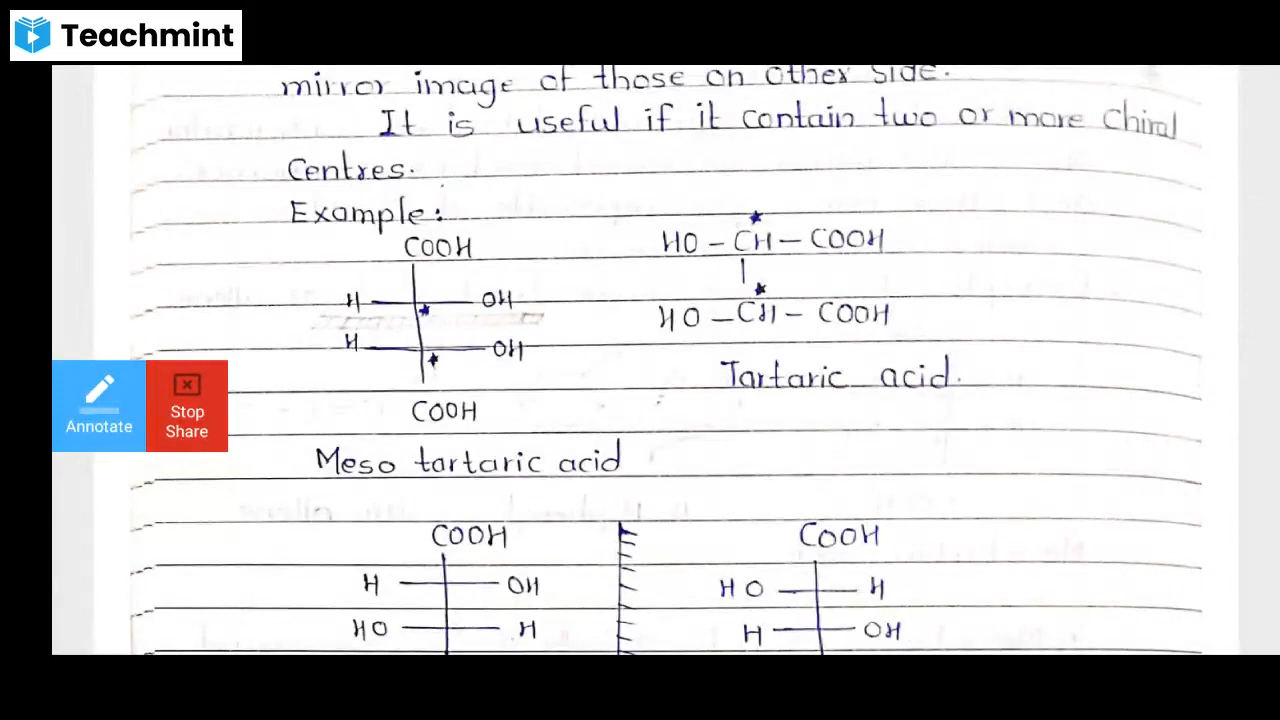 Teachmint
mirror image of those on other side.
It is useful if it contain two or more Chiral
Centres.
Example:
COOH
HO – CH – COOH
H OH
HO – CH – COOH
H OH
Tartaric acid.
COOH
Meso tartaric acid
COOH COOH
H OH HO H
HO H H OH
Annotate
Stop
Share